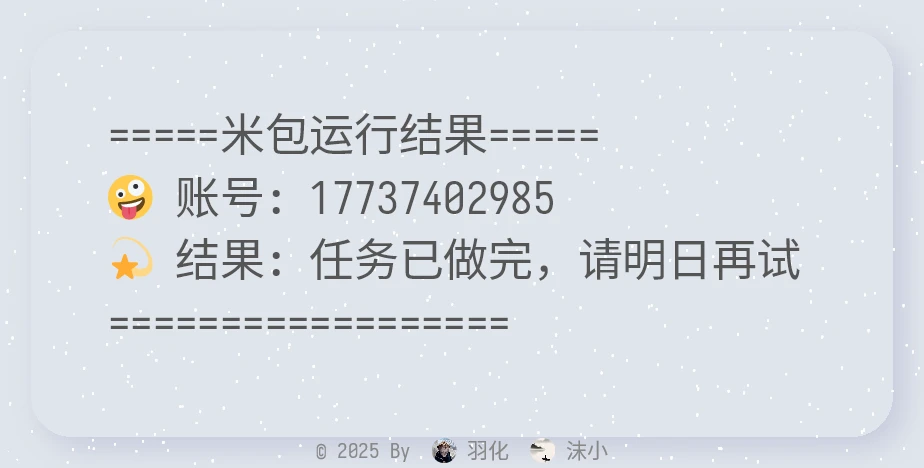 =====米包运行结果=====
🤪 账号：17737402985
💫 结果：任务已做完，请明日再试
==================
© 2025 By 羽化 沫小